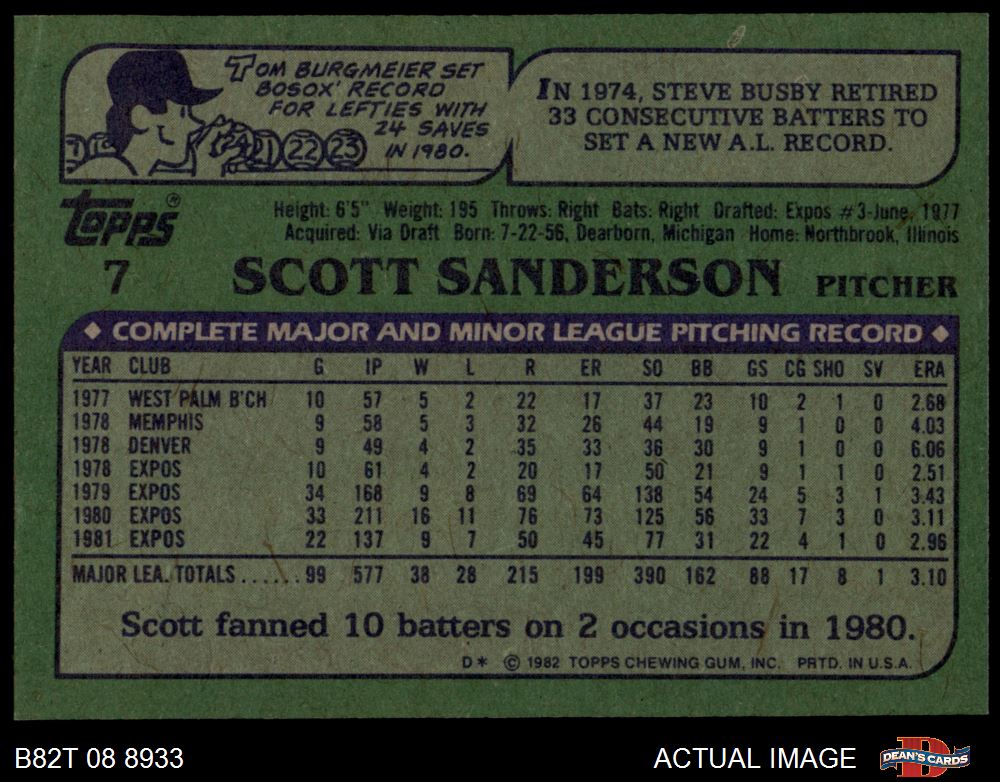 TOM BURGMEIER SET
BOSOX' RECORD
FOR LEFTIES WITH
24 SAVES
IN 1980.
21 22 23
IN 1974, STEVE BUSBY RETIRED
33 CONSECUTIVE BATTERS TO
SET A NEW A.L. RECORD.
topps®
Height: 6'5" Weight: 195 Throws: Right Bats: Right Drafted: Expos #3-June, 1977
Acquired: Via Draft Born: 7-22-56, Dearborn, Michigan Home: Northbrook, Illinois
7 SCOTT SANDERSON PITCHER
◆ COMPLETE MAJOR AND MINOR LEAGUE PITCHING RECORD ◆
YEAR CLUB G IP W L R ER SO BB GS CG SHO SV ERA
1977 WEST PALM B'CH 10 57 5 2 22 17 37 23 10 2 1 0 2.68
1978 MEMPHIS 9 58 5 3 32 26 44 19 9 1 0 0 4.03
1978 DENVER 9 49 4 2 35 33 36 30 9 1 0 0 6.06
1978 EXPOS 10 61 4 2 20 17 50 21 9 1 1 0 2.51
1979 EXPOS 34 168 9 8 69 64 138 54 24 5 3 1 3.43
1980 EXPOS 33 211 16 11 76 73 125 56 33 7 3 0 3.11
1981 EXPOS 22 137 9 7 50 45 77 31 22 4 1 0 2.96
MAJOR LEA. TOTALS......99 577 38 28 215 199 390 162 88 17 8 1 3.10
Scott fanned 10 batters on 2 occasions in 1980.
D* © 1982 TOPPS CHEWING GUM, INC. PRTD. IN U.S.A.
B82T 08 8933 ACTUAL IMAGE DEAN'S CARDS